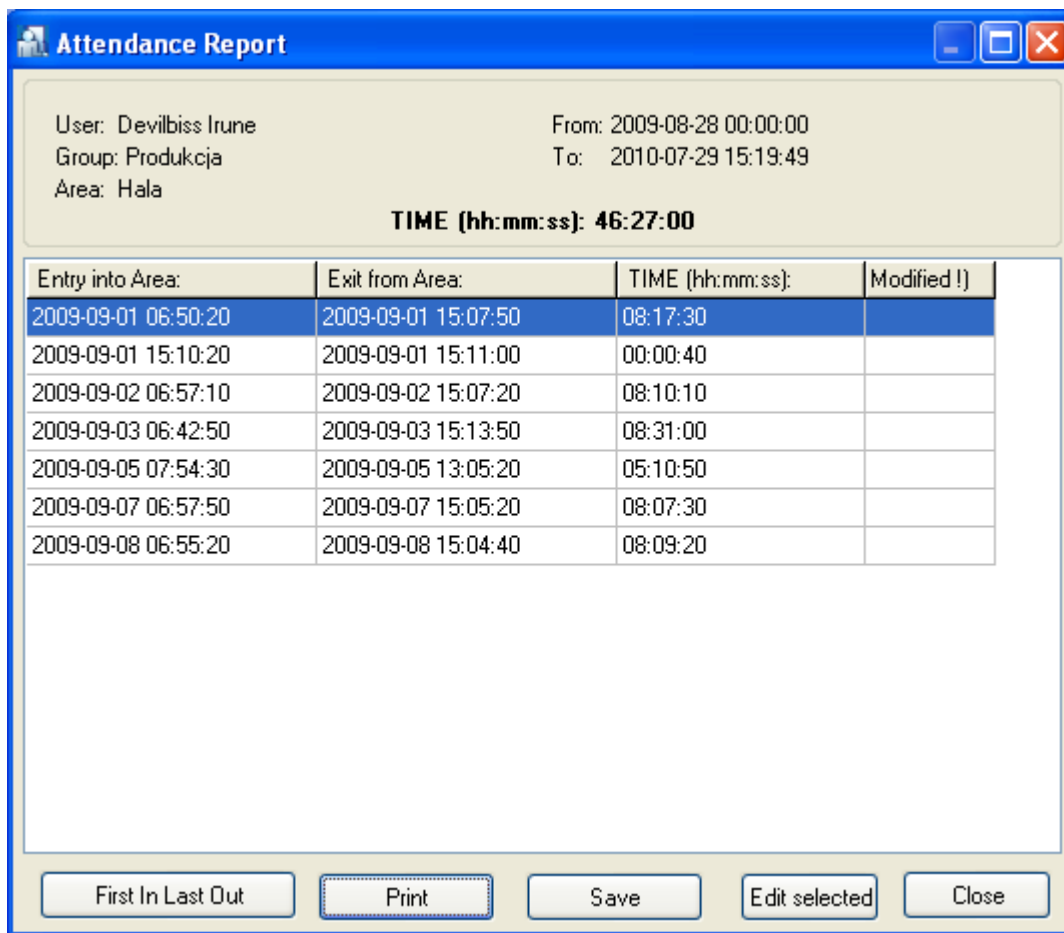 Attendance Report
User: Devilbiss Irune From: 2009-08-28 00:00:00
Group: Produkcja To: 2010-07-29 15:19:49
Area: Hala
TIME (hh:mm:ss): 46:27:00
Entry into Area: Exit from Area: TIME (hh:mm:ss): Modified !)
2009-09-01 06:50:20 2009-09-01 15:07:50 08:17:30
2009-09-01 15:10:20 2009-09-01 15:11:00 00:00:40
2009-09-02 06:57:10 2009-09-02 15:07:20 08:10:10
2009-09-03 06:42:50 2009-09-03 15:13:50 08:31:00
2009-09-05 07:54:30 2009-09-05 13:05:20 05:10:50
2009-09-07 06:57:50 2009-09-07 15:05:20 08:07:30
2009-09-08 06:55:20 2009-09-08 15:04:40 08:09:20
First In Last Out Print Save Edit selected Close